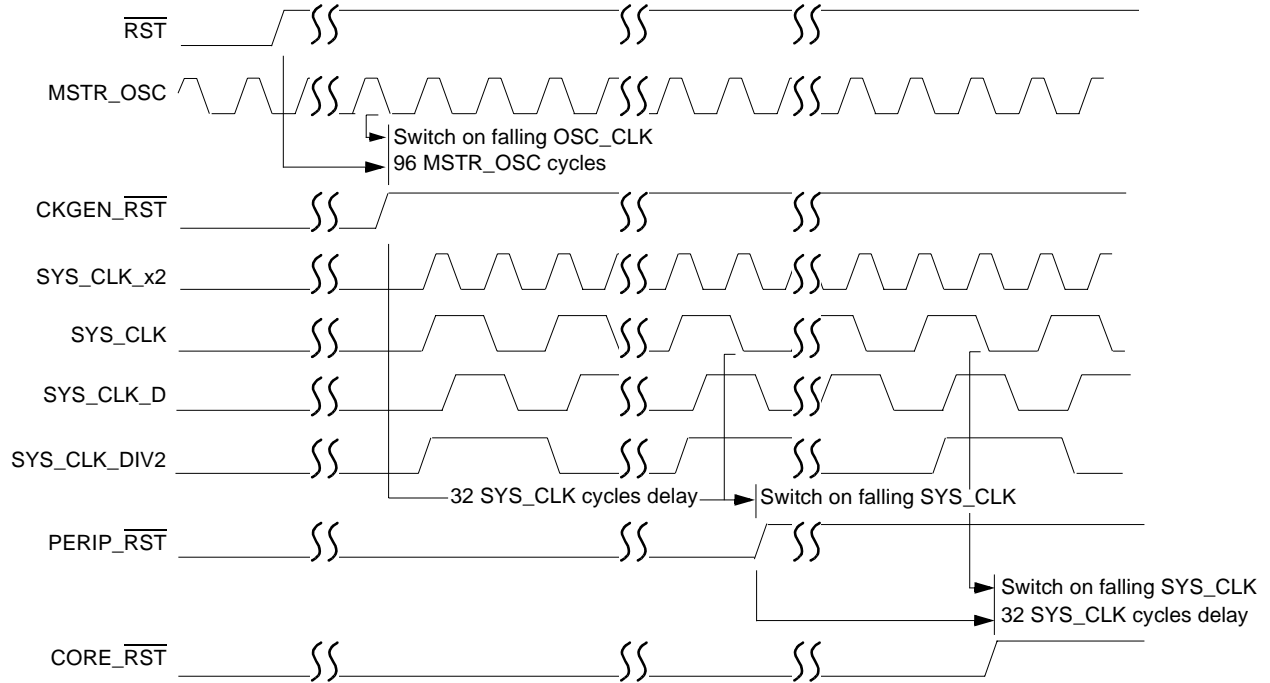 RST
MSTR_OSC
Switch on falling OSC_CLK
96 MSTR_OSC cycles
CKGEN_RST
SYS_CLK_x2
SYS_CLK
SYS_CLK_D
SYS_CLK_DIV2
32 SYS_CLK cycles delay
Switch on falling SYS_CLK
PERIP_RST
Switch on falling SYS_CLK
32 SYS_CLK cycles delay
CORE_RST